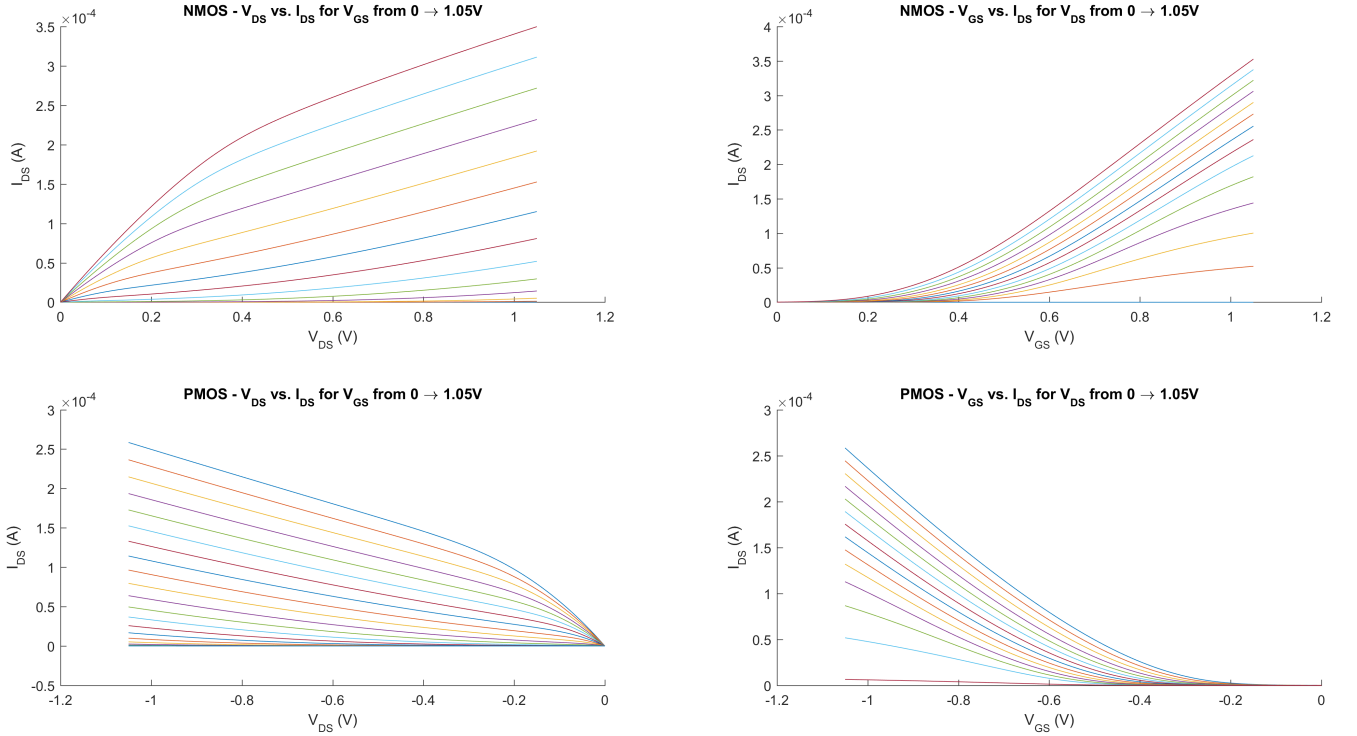 NMOS - V_DS vs. I_DS for V_GS from 0 → 1.05V
×10^-4
3.5
3
2.5
2
1.5
1
0.5
0
I_DS (A)
0 0.2 0.4 0.6 0.8 1 1.2
V_DS (V)
NMOS - V_GS vs. I_DS for V_DS from 0 → 1.05V
×10^-4
4
3.5
3
2.5
2
1.5
1
0.5
0
I_DS (A)
0 0.2 0.4 0.6 0.8 1 1.2
V_GS (V)
PMOS - V_DS vs. I_DS for V_GS from 0 → 1.05V
×10^-4
3
2.5
2
1.5
1
0.5
0
-0.5
I_DS (A)
-1.2 -1 -0.8 -0.6 -0.4 -0.2 0
V_DS (V)
PMOS - V_GS vs. I_DS for V_DS from 0 → 1.05V
×10^-4
3
2.5
2
1.5
1
0.5
0
I_DS (A)
-1.2 -1 -0.8 -0.6 -0.4 -0.2 0
V_GS (V)